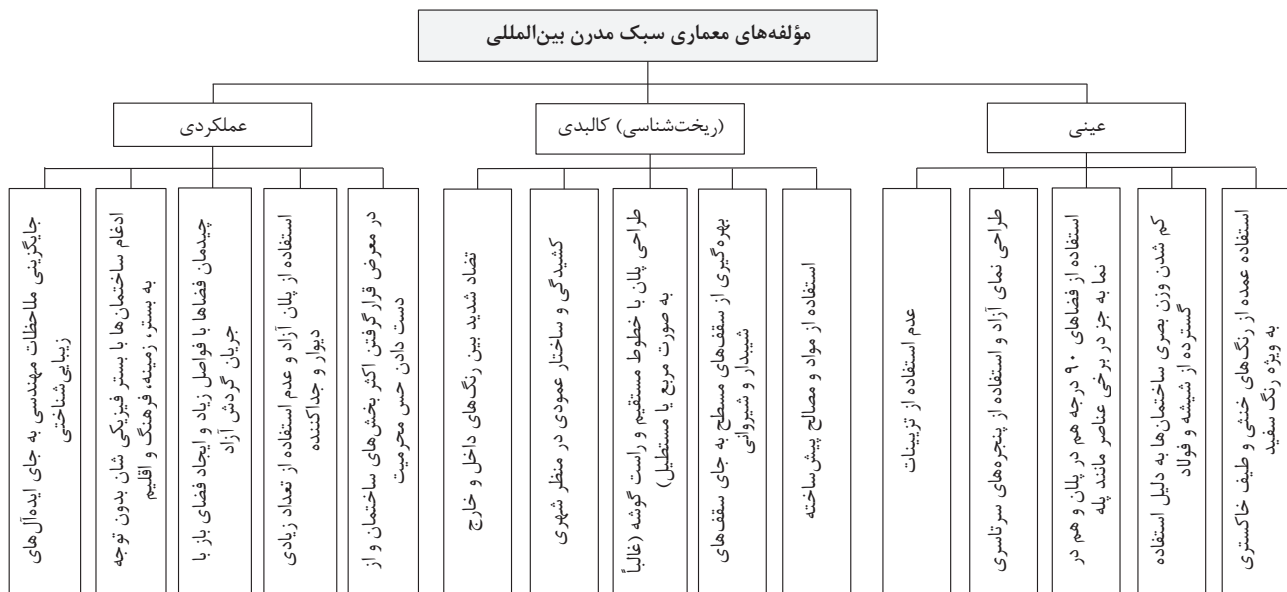 مؤلفه‌های معماری سبک مدرن بین‌المللی
عینی
(ریخت‌شناسی) کالبدی
عملکردی
استفاده عمده از رنگ‌های خنثی و طیف خاکستری
به ویژه رنگ سفید
کم شدن وزن بصری ساختمان‌ها به دلیل استفاده
گسترده از شیشه و فولاد
استفاده از فضاهای ۹۰ درجه هم در پلان و هم در
نما به جز در برخی عناصر مانند پله
طراحی نمای آزاد و استفاده از پنجره‌های سرتاسری
عدم استفاده از تزیینات
استفاده از مواد و مصالح پیش‌ساخته
بهره‌گیری از سقف‌های مسطح به جای سقف‌های
شیبدار و شیروانی
طراحی پلان با خطوط مستقیم و راست گوشه (غالباً
به صورت مربع یا مستطیل)
کشیدگی و ساختار عمودی در منظر شهری
تضاد شدید بین رنگ‌های داخل و خارج
در معرض قرارگرفتن اکثر بخش‌های ساختمان و از
دست دادن حس محرمیت
استفاده از پلان آزاد و عدم استفاده از تعداد زیادی
دیوار و جداکننده
چیدمان فضاها با فواصل زیاد و ایجاد فضای باز با
جریان گردش آزاد
ادغام ساختمان‌ها با بستر فیزیکی شان بدون توجه
به بستر، زمینه، فرهنگ و اقلیم
جایگزینی ملاحظات مهندسی به جای ایده‌آل‌های
زیبایی‌شناختی